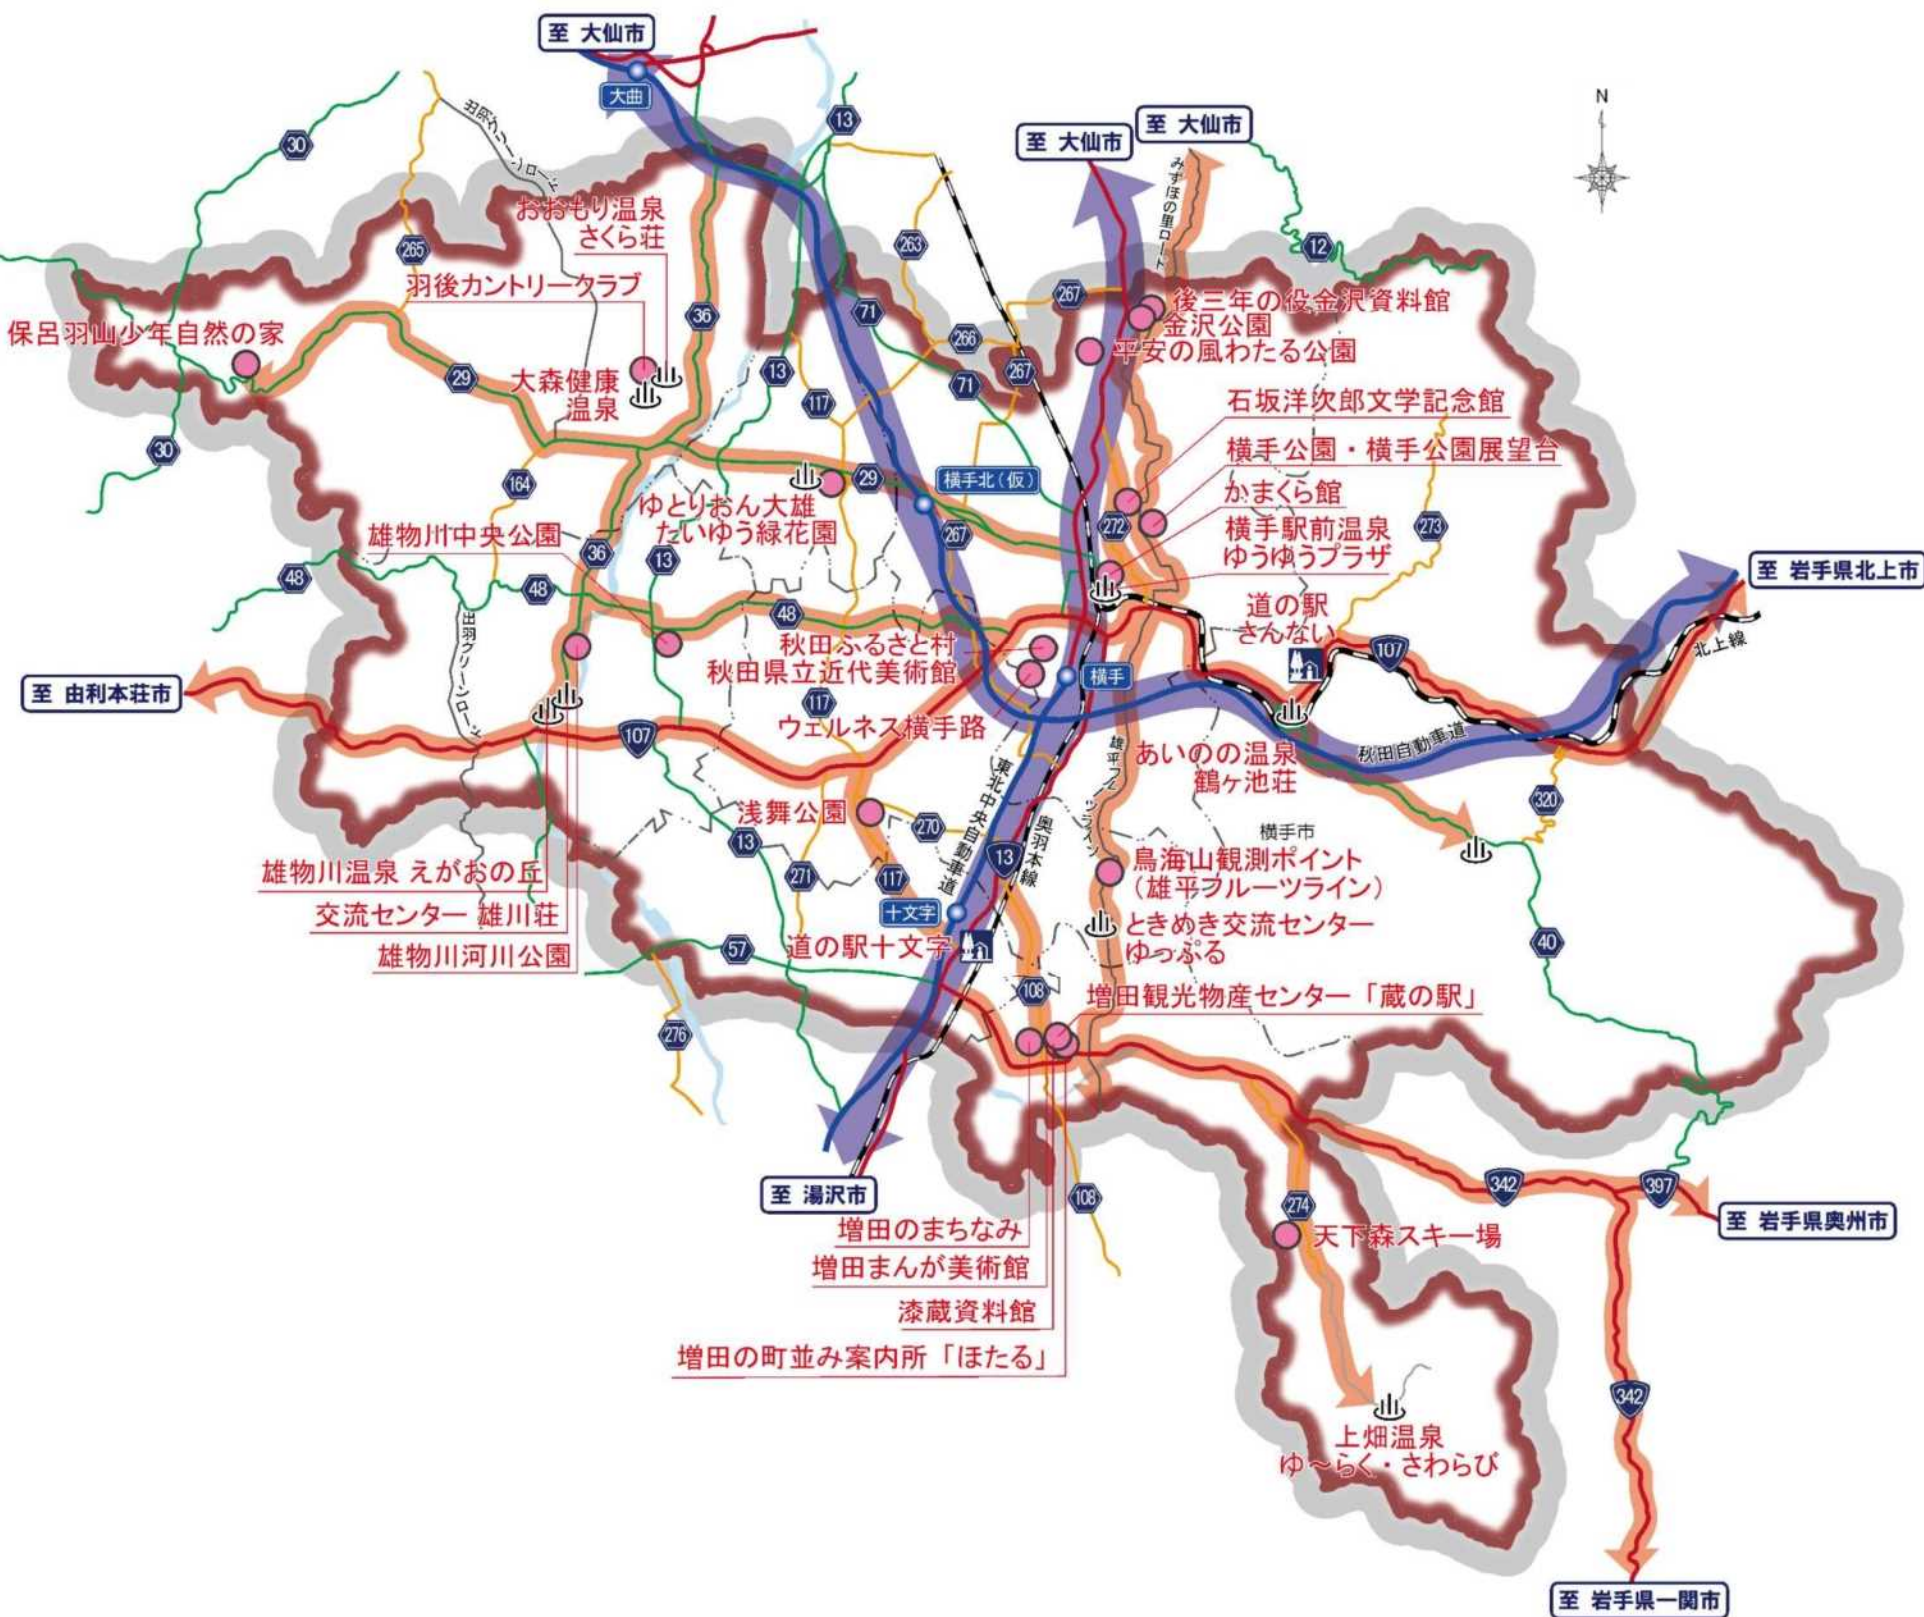 至 大仙市
大曲
至 大仙市
至 大仙市
N
13
30
出羽グリーンロード
みずほの里ロード
おおもり温泉
さくら荘
265
263
12
羽後カントリークラブ
267
後三年の役金沢資料館
金沢公園
36
71
保呂羽山少年自然の家
266
平安の風わたる公園
29
大森健康
温泉
13
267
71
117
石坂洋次郎文学記念館
30
横手公園・横手公園展望台
164
29
横手北(仮)
かまくら館
ゆとりおん大雄
たいゆう緑花園
雄物川中央公園
267
272
横手駅前温泉
ゆうゆうプラザ
273
36
13
48
48
48
至 岩手県北上市
道の駅
さんない
出羽グリーンロード
秋田ふるさと村
秋田県立近代美術館
107
北上線
至 由利本荘市
横手
117
ウェルネス横手路
107
秋田自動車道
あいのの温泉
鶴ヶ池荘
雄平フルーツライン
東北中央自動車道
奥羽本線
浅舞公園
270
320
横手市
13
13
271
117
鳥海山観測ポイント
(雄平フルーツライン)
雄物川温泉 えがおの丘
交流センター 雄川荘
十文字
ときめき交流センター
ゆっぷる
雄物川河川公園
57
道の駅十文字
40
108
増田観光物産センター「蔵の駅」
276
至 湯沢市
108
342
397
274
至 岩手県奥州市
増田のまちなみ
天下森スキー場
増田まんが美術館
漆蔵資料館
増田の町並み案内所「ほたる」
342
上畑温泉
ゆ～らく・さわらび
至 岩手県一関市